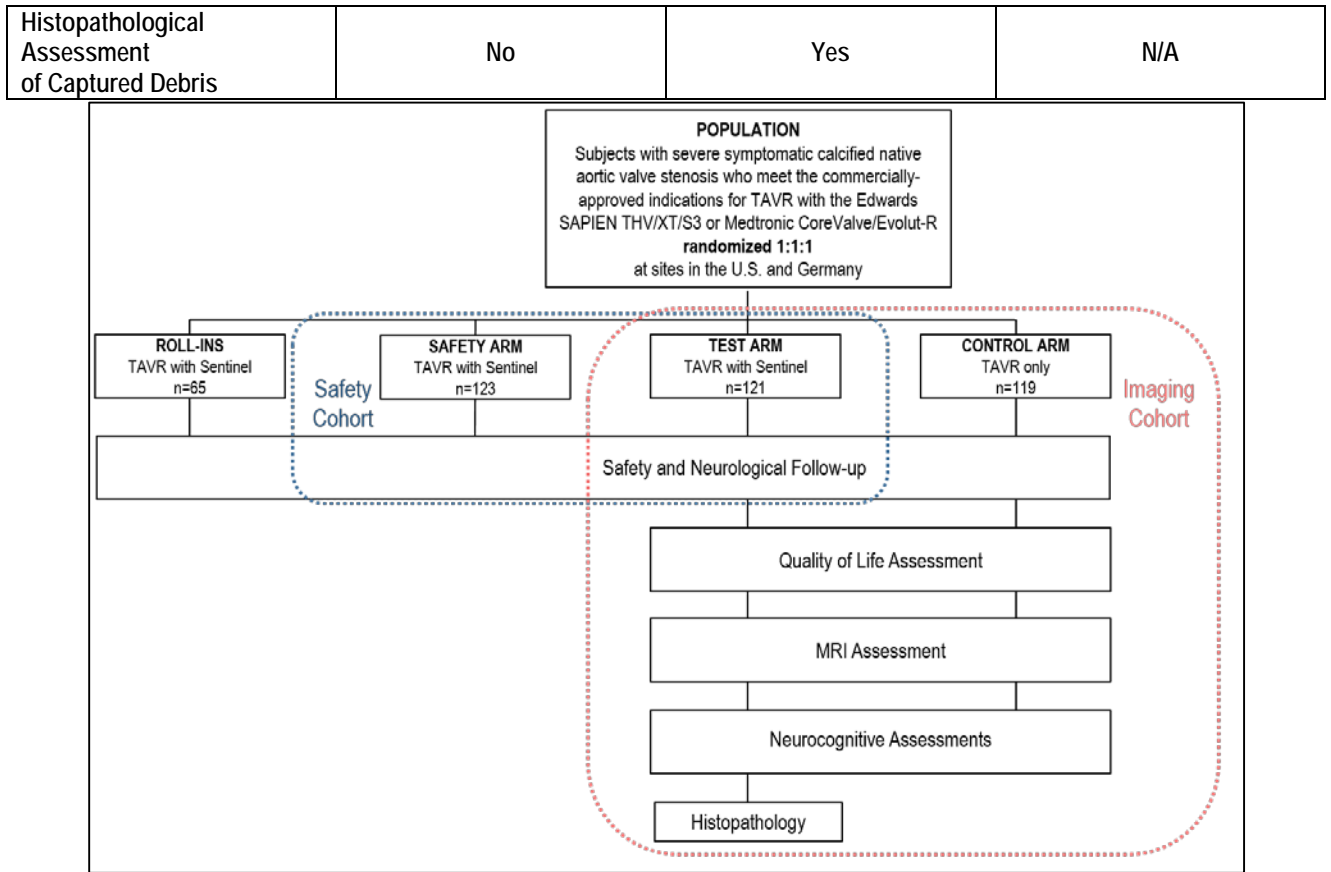 Histopathological
Assessment
of Captured Debris
No
Yes
N/A
POPULATION
Subjects with severe symptomatic calcified native
aortic valve stenosis who meet the commercially-
approved indications for TAVR with the Edwards
SAPIEN THV/XT/S3 or Medtronic CoreValve/Evolut-R
randomized 1:1:1
at sites in the U.S. and Germany
ROLL-INS
TAVR with Sentinel
n=65
SAFETY ARM
TAVR with Sentinel
n=123
TEST ARM
TAVR with Sentinel
n=121
CONTROL ARM
TAVR only
n=119
Safety
Cohort
Imaging
Cohort
Safety and Neurological Follow-up
Quality of Life Assessment
MRI Assessment
Neurocognitive Assessments
Histopathology